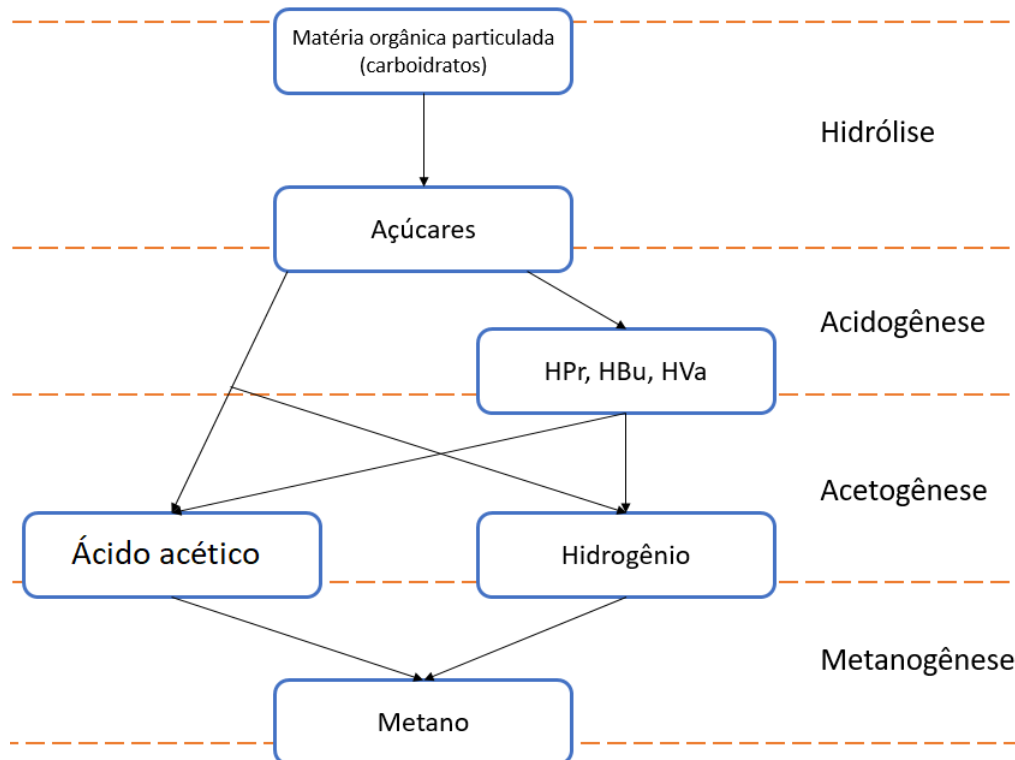 Matéria orgânica particulada
(carboidratos)
Hidrólise
Açúcares
Acidogênese
HPr, HBu, HVa
Acetogênese
Ácido acético
Hidrogênio
Metanogênese
Metano